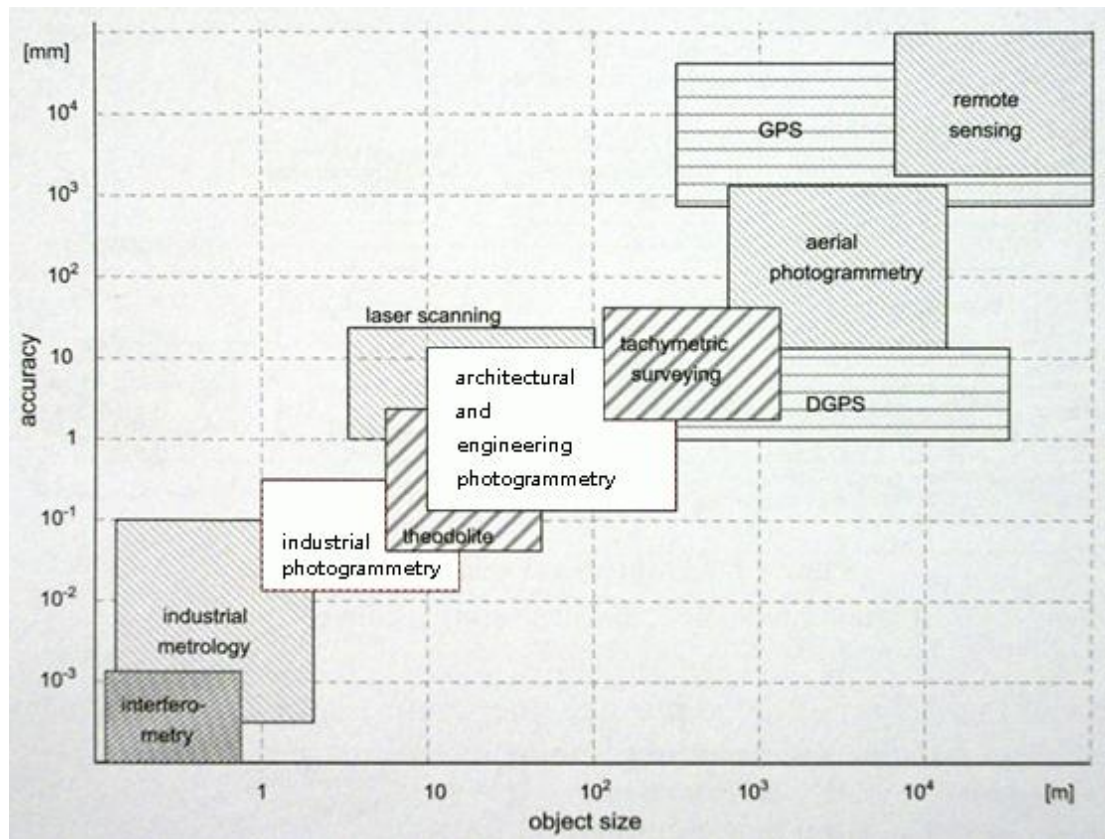 [mm]
10⁴
10³
10²
10
1
10⁻¹
10⁻²
10⁻³
accuracy
remote
sensing
GPS
aerial
photogrammetry
laser scanning
tachymetric
surveying
DGPS
architectural
and
engineering
photogrammetry
theodolite
industrial
photogrammetry
industrial
metrology
interfero-
metry
1
10
10²
10³
10⁴
[m]
object size